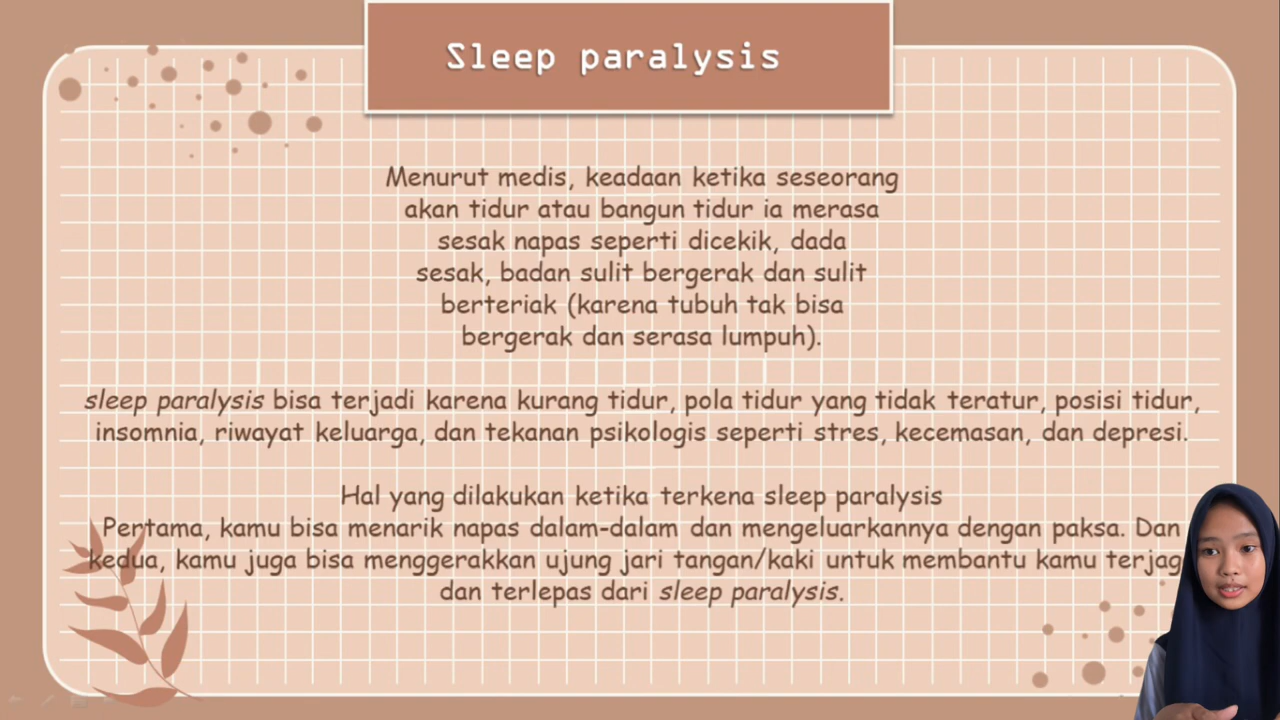 Sleep paralysis
Menurut medis, keadaan ketika seseorang
akan tidur atau bangun tidur ia merasa
sesak napas seperti dicekik, dada
sesak, badan sulit bergerak dan sulit
berteriak (karena tubuh tak bisa
bergerak dan serasa lumpuh).
sleep paralysis bisa terjadi karena kurang tidur, pola tidur yang tidak teratur, posisi tidur,
insomnia, riwayat keluarga, dan tekanan psikologis seperti stres, kecemasan, dan depresi.
Hal yang dilakukan ketika terkena sleep paralysis
Pertama, kamu bisa menarik napas dalam-dalam dan mengeluarkannya dengan paksa. Dan
kedua, kamu juga bisa menggerakkan ujung jari tangan/kaki untuk membantu kamu terjag
dan terlepas dari sleep paralysis.